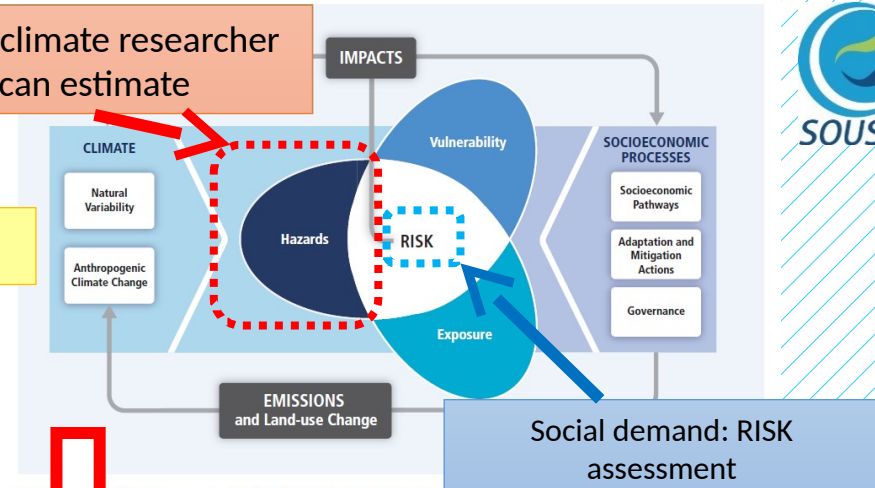 climate researcher
can estimate
IMPACTS
CLIMATE
Natural
Variability
Anthropogenic
Climate Change
Vulnerability
Hazards
RISK
Exposure
SOCIOECONOMIC
PROCESSES
Socioeconomic
Pathways
Adaptation and
Mitigation
Actions
Governance
EMISSIONS
and Land-use Change
Social demand: RISK
assessment
SOUS